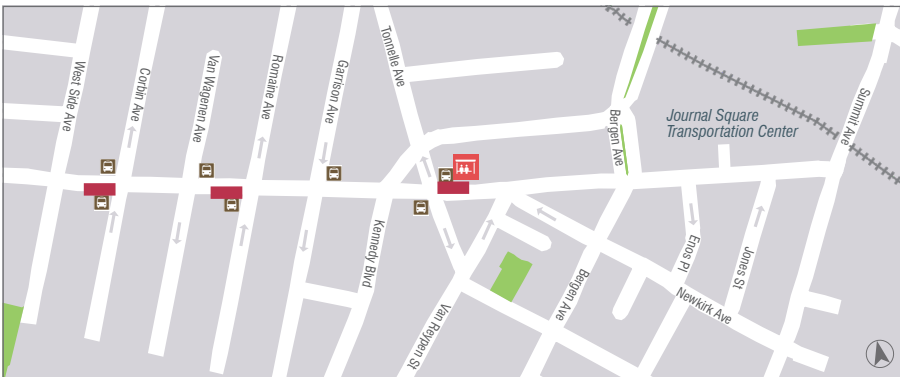 West Side Ave
Corbin Ave
Van Wagenen Ave
Romaine Ave
Garrison Ave
Tonnelle Ave
Bergen Ave
Journal Square
Transportation Center
Summit Ave
Kennedy Blvd
Van Reypen St
Bergen Ave
Enos Pl
Jones St
Newkirk Ave